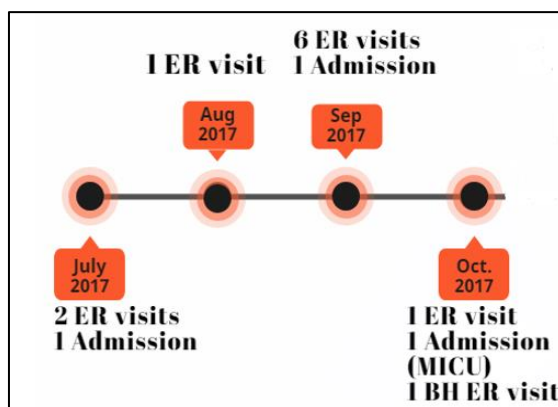 6 ER visits
1 ER visit
1 Admission
Aug
2017
Sep
2017
July
2017
Oct.
2017
2 ER visits
1 Admission
1 ER visit
1 Admission
(MICU)
1 BH ER visit